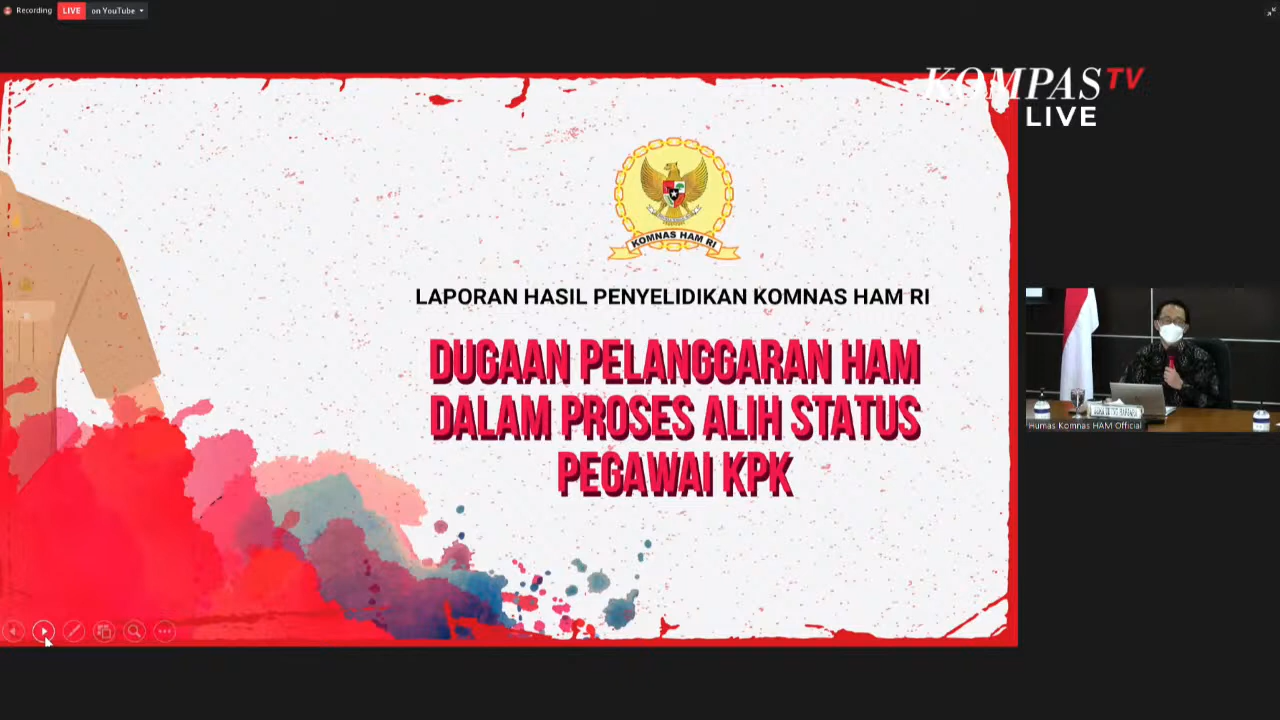 Recording
LIVE on YouTube
KOMPAS TV
LIVE
KOMNAS HAM RI
LAPORAN HASIL PENYELIDIKAN KOMNAS HAM RI
DUGAAN PELANGGARAN HAM
DALAM PROSES ALIH STATUS
PEGAWAI KPK
Humas Komnas HAM Official